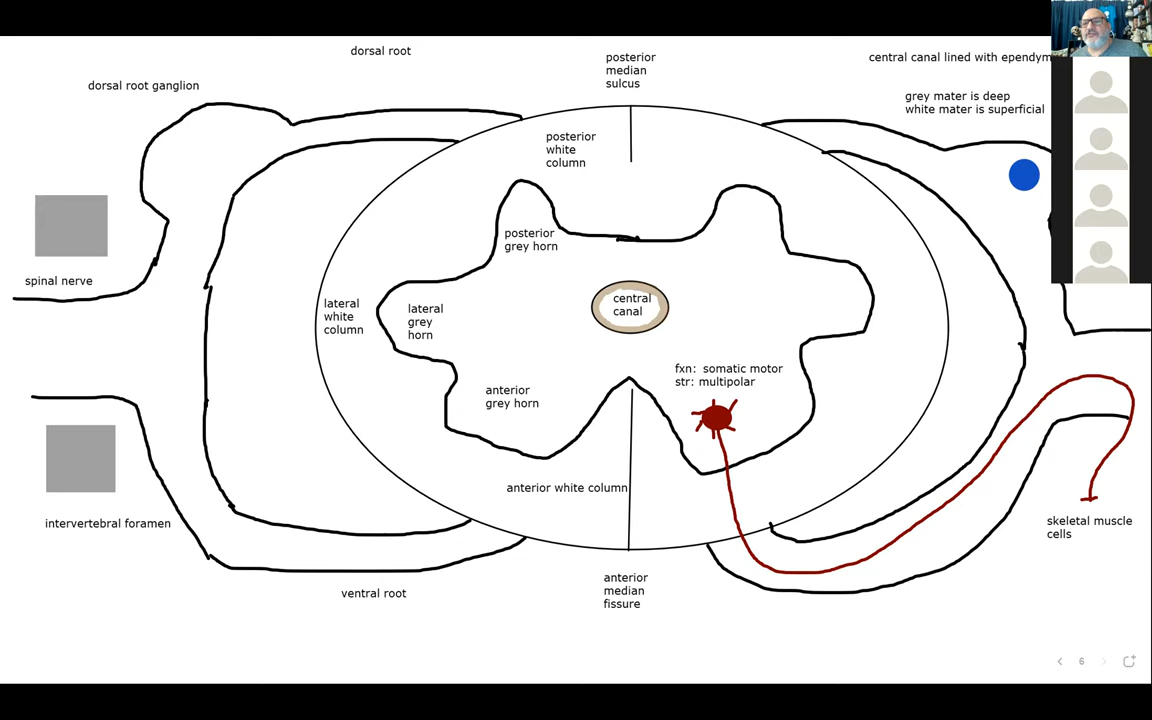 dorsal root
posterior
median
sulcus
central canal lined with ependym
dorsal root ganglion
grey mater is deep
white mater is superficial
posterior
white
column
posterior
grey horn
spinal nerve
lateral
white
column
lateral
grey
horn
central
canal
fxn: somatic motor
str: multipolar
anterior
grey horn
anterior white column
intervertebral foramen
skeletal muscle
cells
anterior
median
fissure
ventral root
6